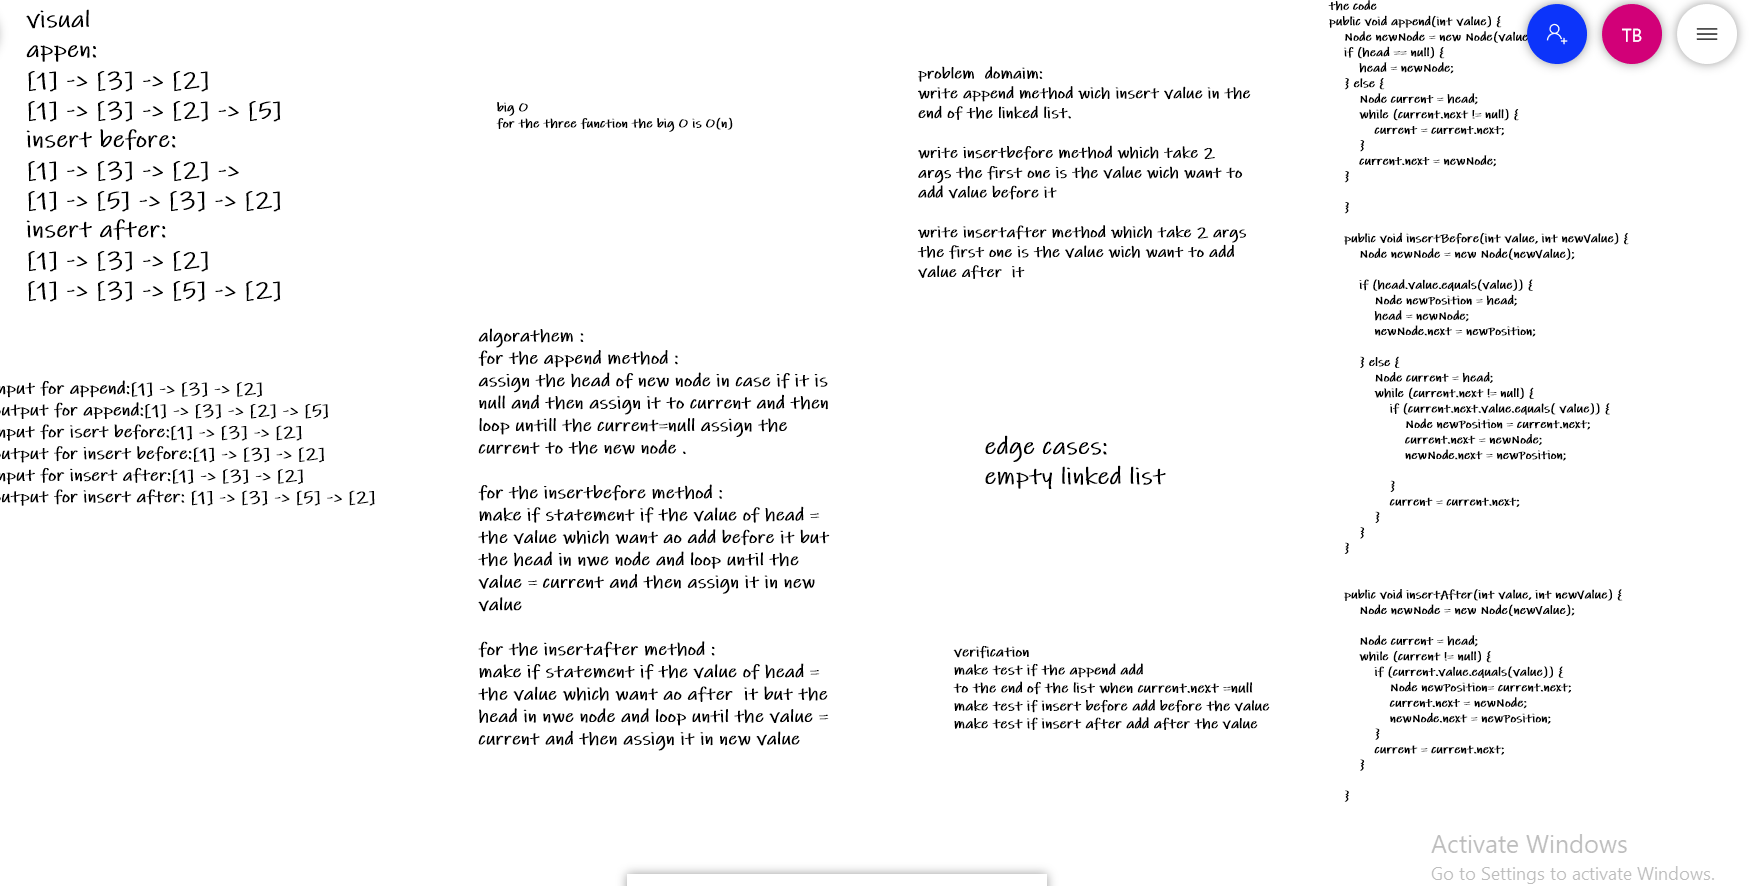 visual
appen:
[1] -> [3] -> [2]
[1] -> [3] -> [2] -> [5]
insert before:
[1] -> [3] -> [2] ->
[1] -> [5] -> [3] -> [2]
insert after:
[1] -> [3] -> [2]
[1] -> [3] -> [5] -> [2]
nput for append:[1] -> [3] -> [2]
utput for append:[1] -> [3] -> [2] -> [5]
nput for isert before:[1] -> [3] -> [2]
utput for insert before:[1] -> [3] -> [2]
nput for insert after:[1] -> [3] -> [2]
utput for insert after: [1] -> [3] -> [5] -> [2]
big O
for the three function the big O is O(n)
algorathem :
for the append method :
assign the head of new node in case if it is
null and then assign it to current and then
loop untill the current=null assign the
current to the new node .
for the insertbefore method :
make if statement if the value of head =
the value which want ao add before it but
the head in nwe node and loop until the
value = current and then assign it in new
value
for the insertafter method :
make if statement if the value of head =
the value which want ao after it but the
head in nwe node and loop until the value =
current and then assign it in new value
problem domaim:
write append method wich insert value in the
end of the linked list.
write insertbefore method which take 2
args the first one is the value wich want to
add value before it
write insertafter method which take 2 args
the first one is the value wich want to add
value after it
edge cases:
empty linked list
verification
make test if the append add
to the end of the list when current.next =null
make test if insert before add before the value
make test if insert after add after the value
the code
public void append(int value) {
Node newNode = new Node(value
if (head == null) {
head = newNode;
} else {
Node current = head;
while (current.next != null) {
current = current.next;
}
current.next = newNode;
}
}
public void insertBefore(int value, int newValue) {
Node newNode = new Node(newValue);
if (head.value.equals(value)) {
Node newPosition = head;
head = newNode;
newNode.next = newPosition;
} else {
Node current = head;
while (current.next != null) {
if (current.next.value.equals( value)) {
Node newPosition = current.next;
current.next = newNode;
newNode.next = newPosition;
}
current = current.next;
}
}
}
public void insertAfter(int value, int newValue) {
Node newNode = new Node(newValue);
Node current = head;
while (current != null) {
if (current.value.equals(value)) {
Node newPosition= current.next;
current.next = newNode;
newNode.next = newPosition;
}
current = current.next;
}
}
TB
Activate Windows
Go to Settings to activate Windows.